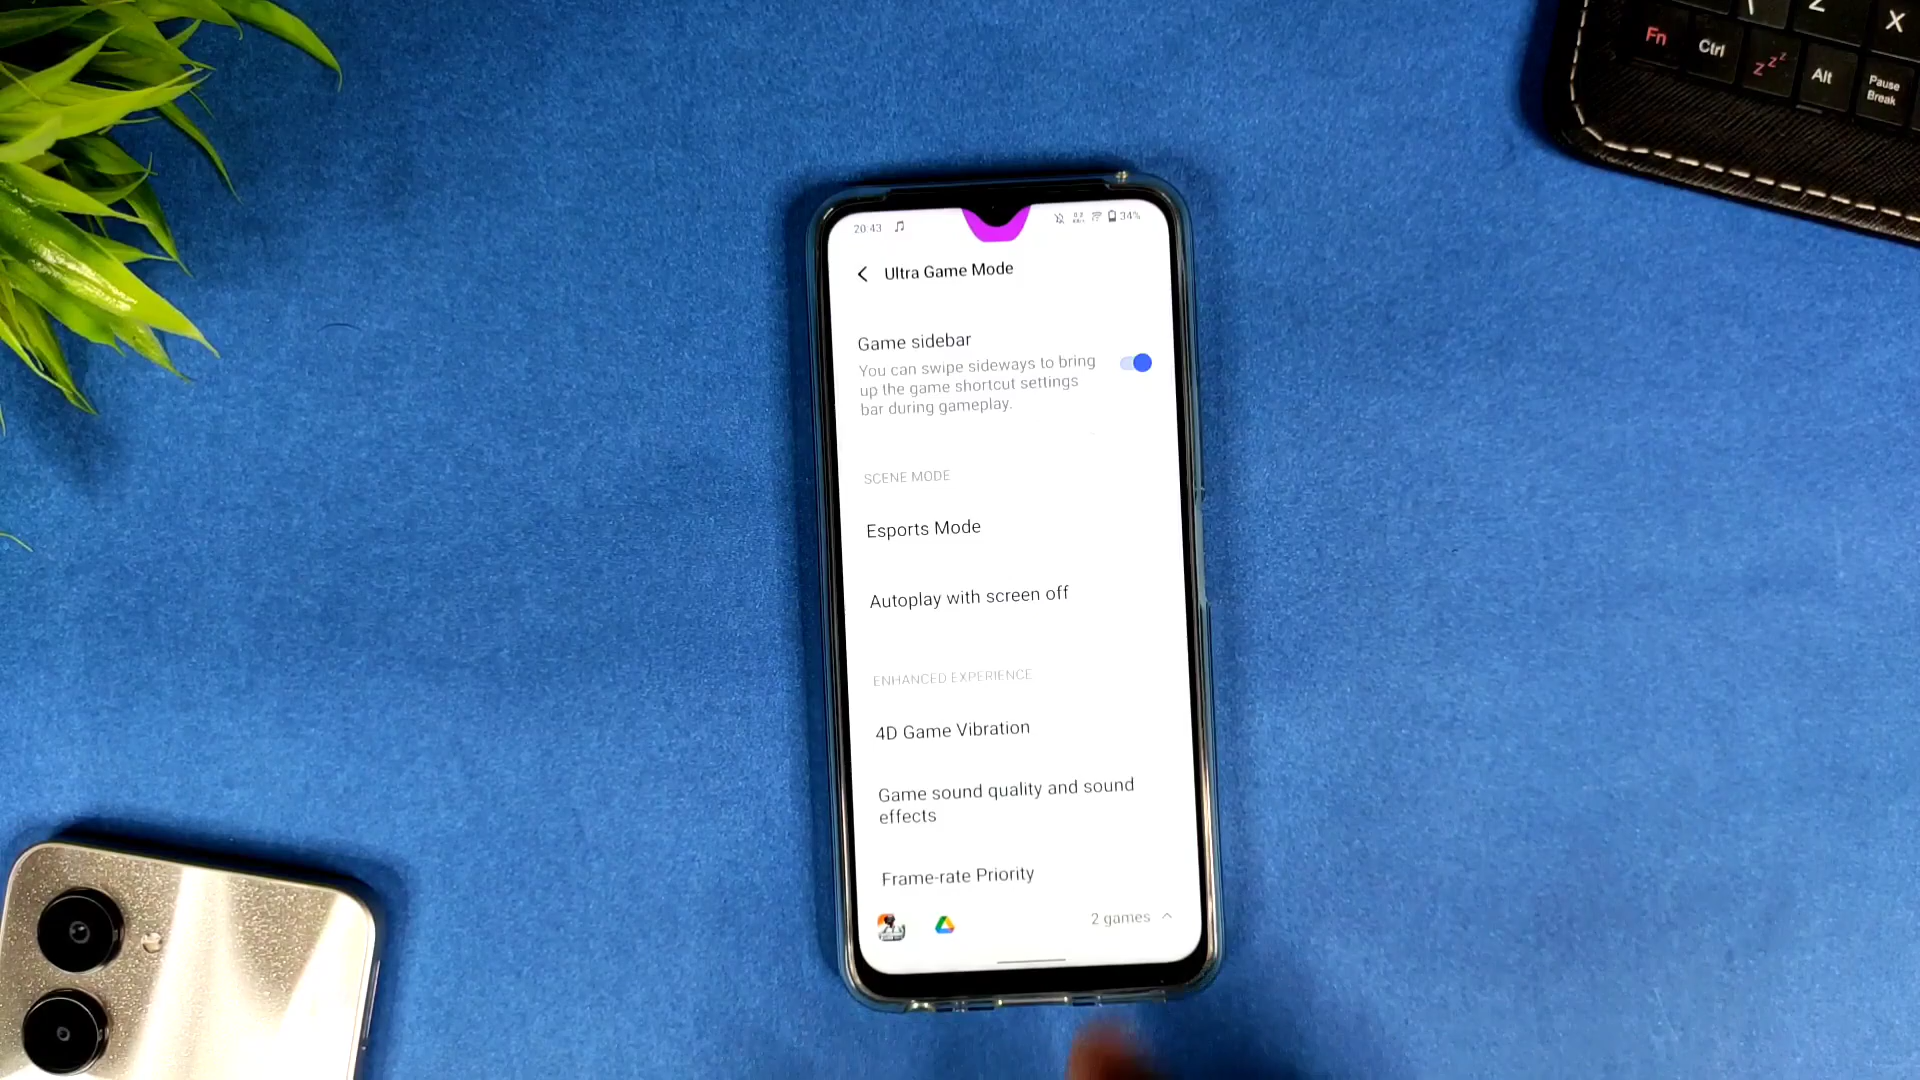 Fn Ctrl Zzz Alt Pause Break
Z X
20:43 34%
Ultra Game Mode
Game sidebar
You can swipe sideways to bring
up the game shortcut settings
bar during gameplay.
SCENE MODE
Esports Mode
Autoplay with screen off
ENHANCED EXPERIENCE
4D Game Vibration
Game sound quality and sound
effects
Frame-rate Priority
2 games